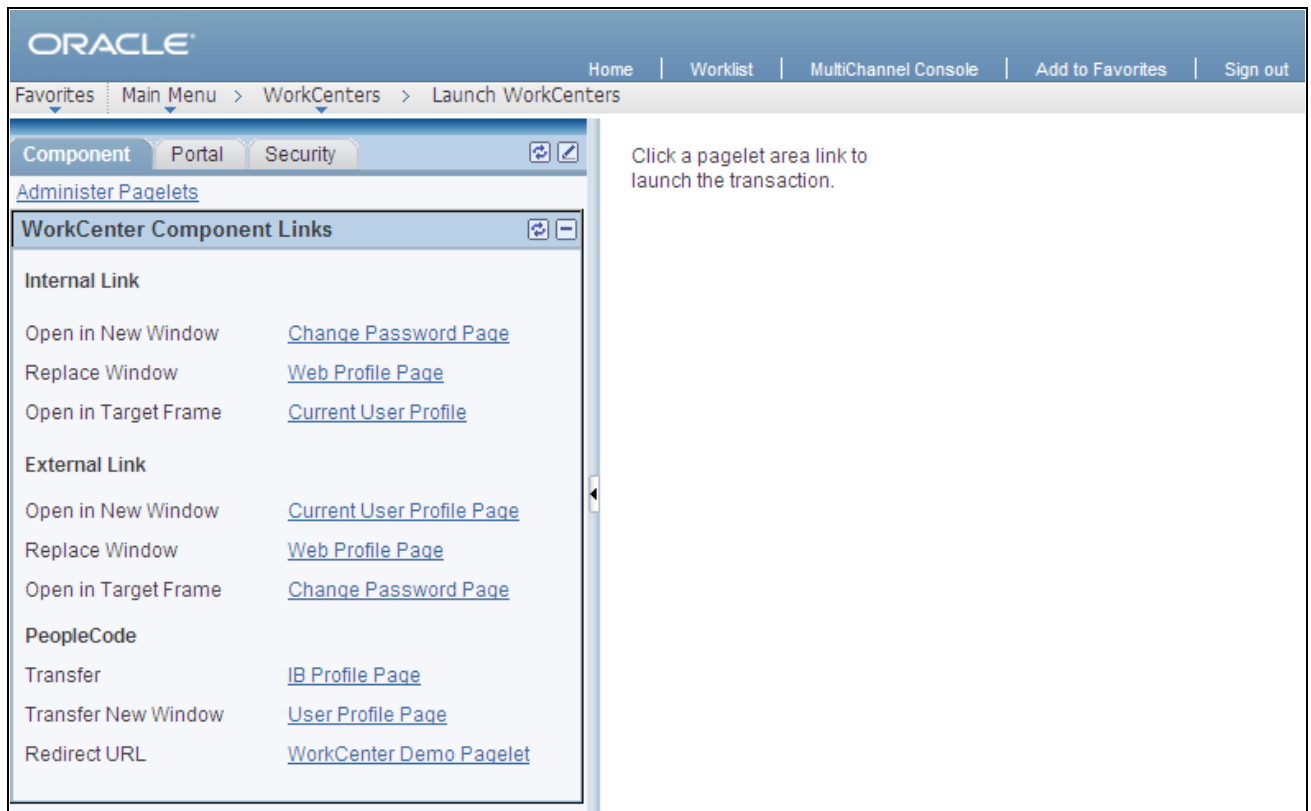 ORACLE
Home | Worklist | MultiChannel Console | Add to Favorites | Sign out
Favorites Main Menu > WorkCenters > Launch WorkCenters
Component Portal Security
Administer Pagelets
WorkCenter Component Links
Internal Link
Open in New Window Change Password Page
Replace Window Web Profile Page
Open in Target Frame Current User Profile
External Link
Open in New Window Current User Profile Page
Replace Window Web Profile Page
Open in Target Frame Change Password Page
PeopleCode
Transfer IB Profile Page
Transfer New Window User Profile Page
Redirect URL WorkCenter Demo Pagelet
Click a pagelet area link to
launch the transaction.